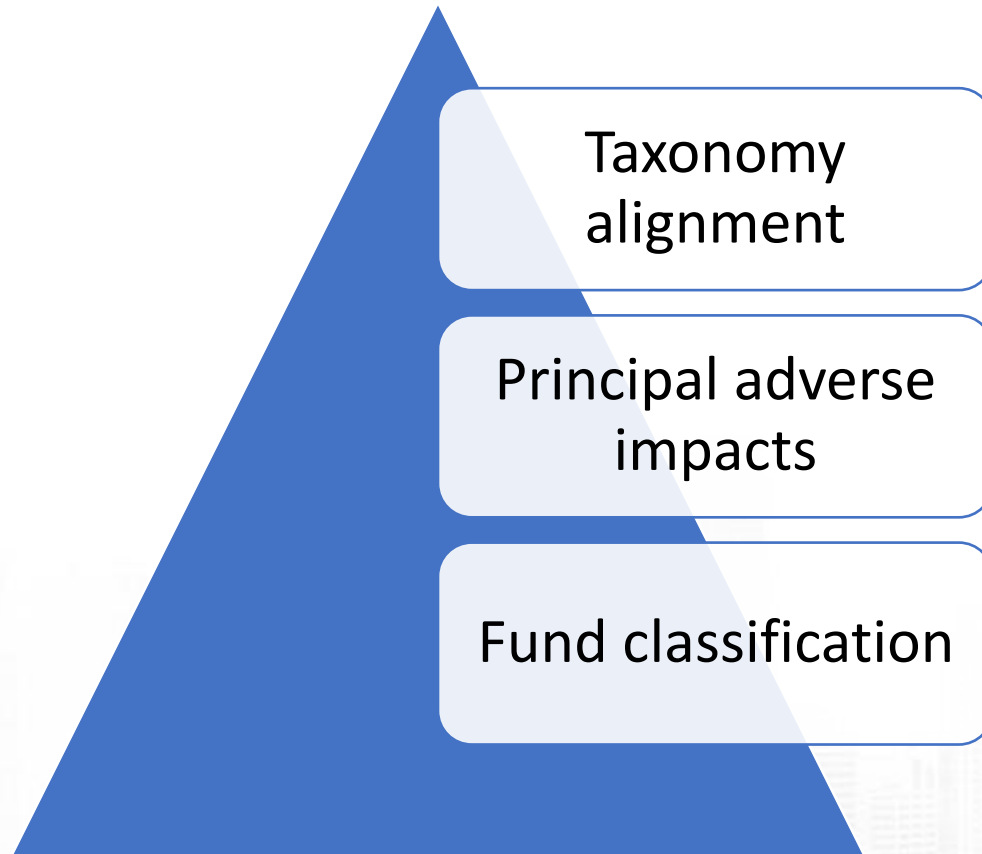 Taxonomy
alignment
Principal adverse
impacts
Fund classification